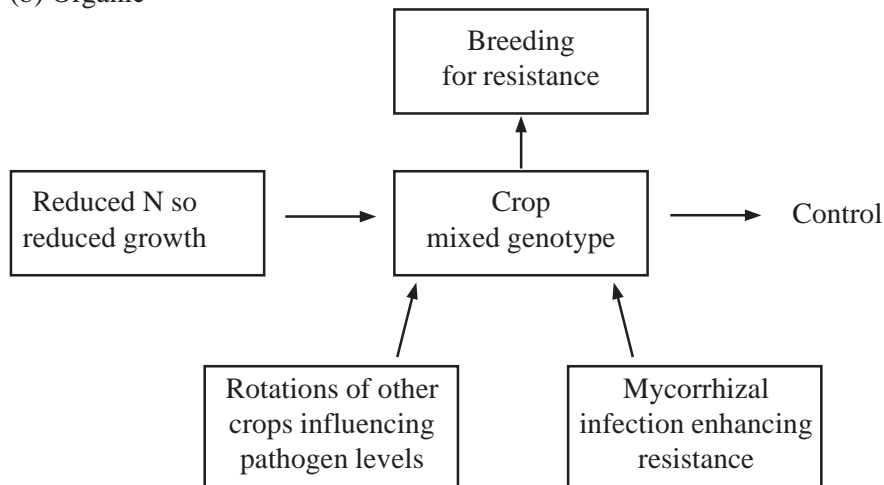 (b) Organic
Breeding
for resistance
Reduced N so
reduced growth
Crop
mixed genotype
Control
Rotations of other
crops influencing
pathogen levels
Mycorrhizal
infection enhancing
resistance